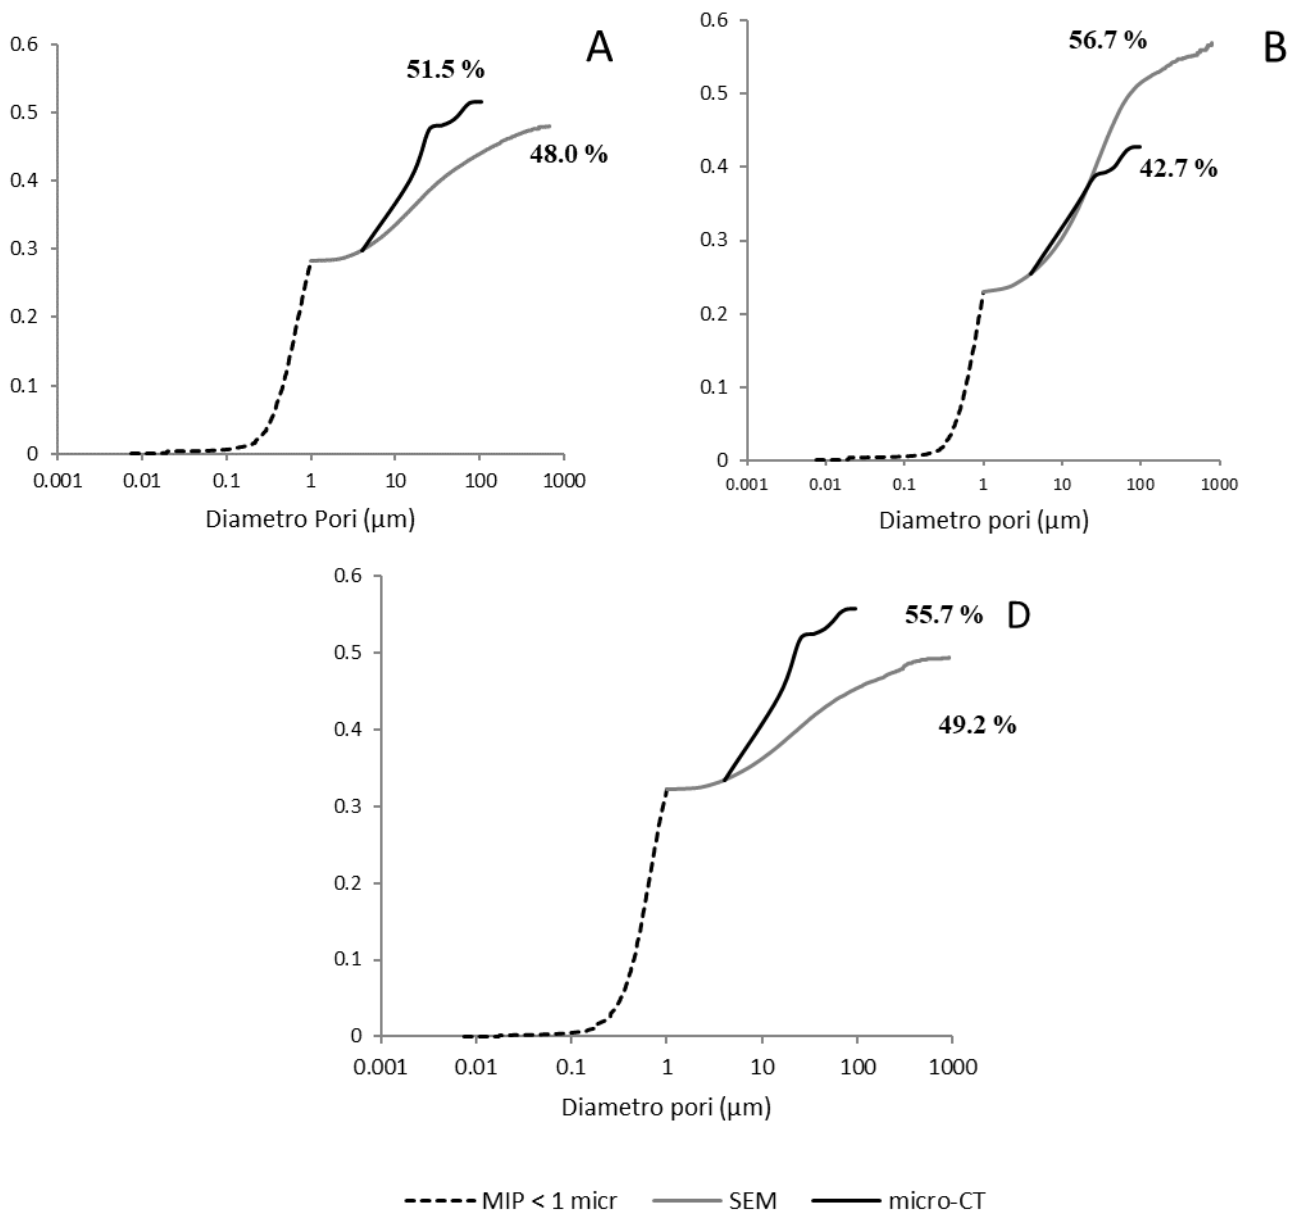 A
0.6
0.5
0.4
0.3
0.2
0.1
0
51.5 %
48.0 %
0.001 0.01 0.1 1 10 100 1000
Diametro Pori (μm)
B
0.6
0.5
0.4
0.3
0.2
0.1
0
56.7 %
42.7 %
0.001 0.01 0.1 1 10 100 1000
Diametro pori (μm)
D
0.6
0.5
0.4
0.3
0.2
0.1
0
55.7 %
49.2 %
0.001 0.01 0.1 1 10 100 1000
Diametro pori (μm)
MIP < 1 micr SEM micro-CT